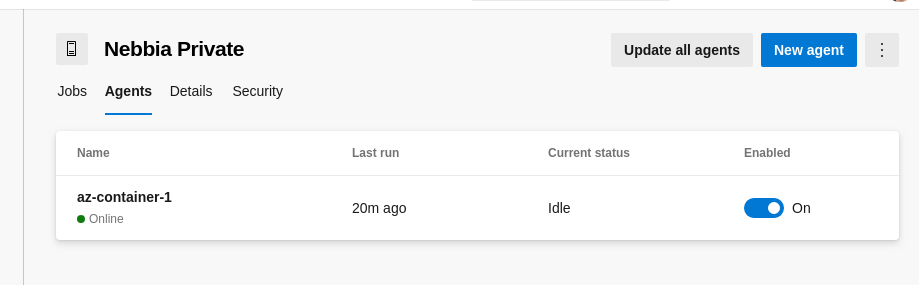 Nebbia Private
Update all agents
New agent
Jobs Agents Details Security
Name Last run Current status Enabled
az-container-1
Online
20m ago Idle On